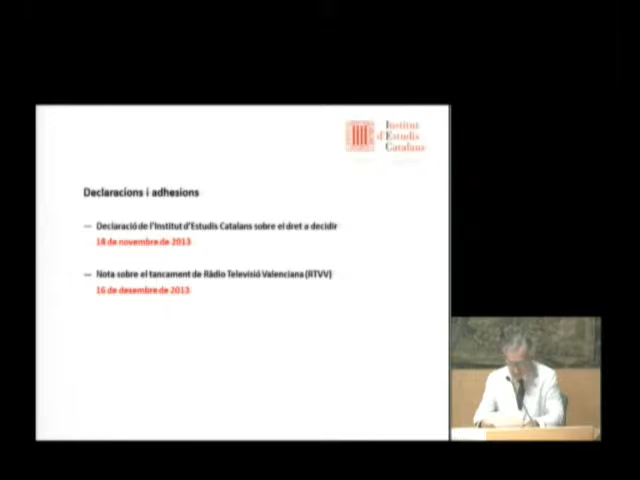 Institut
d'Estudis
Catalans
Declaracions i adhesions
— Declaració de l'Institut d'Estudis Catalans sobre el dret a decidir
18 de novembre de 2013
— Nota sobre el tancament de Ràdio Televisió Valenciana (RTVV)
16 de desembre de 2013